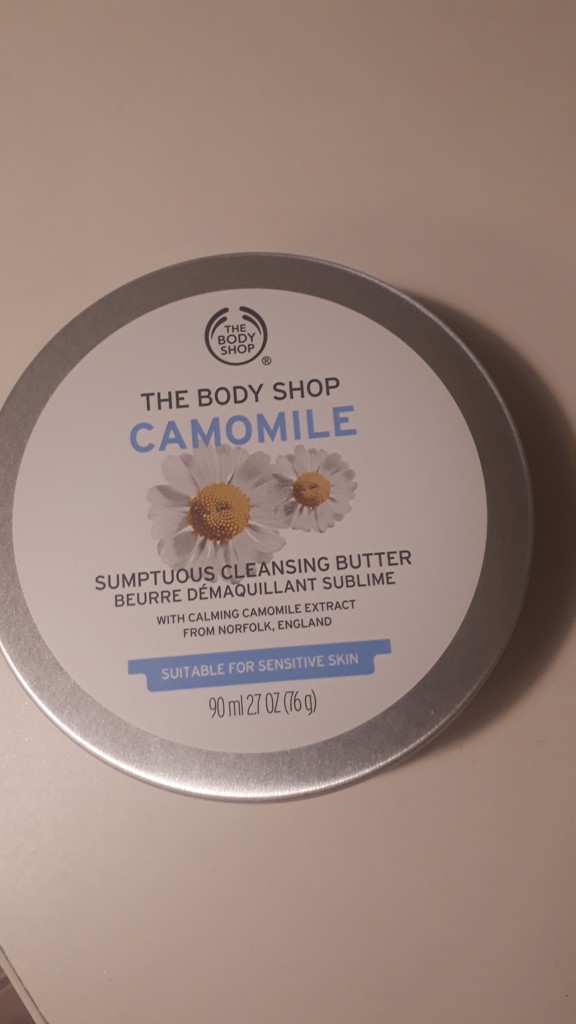 THE
BODY
SHOP
®
THE BODY SHOP
CAMOMILE
SUMPTUOUS CLEANSING BUTTER
BEURRE DÉMAQUILLANT SUBLIME
WITH CALMING CAMOMILE EXTRACT
FROM NORFOLK, ENGLAND
SUITABLE FOR SENSITIVE SKIN
90 ml 2.7 OZ (76 g)